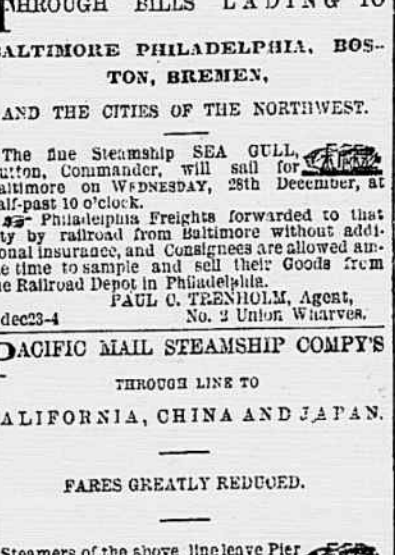 HROUGH BILLS LADING TO
ALTIMORE PHILADELPHIA, BOS-
TON, BREMEN,
AND THE CITIES OF THE NORTHWEST.
The fine Steamship SEA GULL,
utton, Commander, will sail for
altimore on WEDNESDAY, 28th December, at
alf-past 10 o'clock.
Philadelphia Freights forwarded to that
ty by railroad from Baltimore without addi-
onal insurance, and Consignees are allowed am-
e time to sample and sell their Goods from
e Railroad Depot in Philadelphia.
PAUL C. TRENHOLM, Agent,
dec23-4 No. 2 Union Wharves.
PACIFIC MAIL STEAMSHIP COMPY'S
THROUGH LINE TO
ALIFORNIA, CHINA AND JAPAN.
FARES GREATLY REDUCED.
Steamers of the above line leave Pier